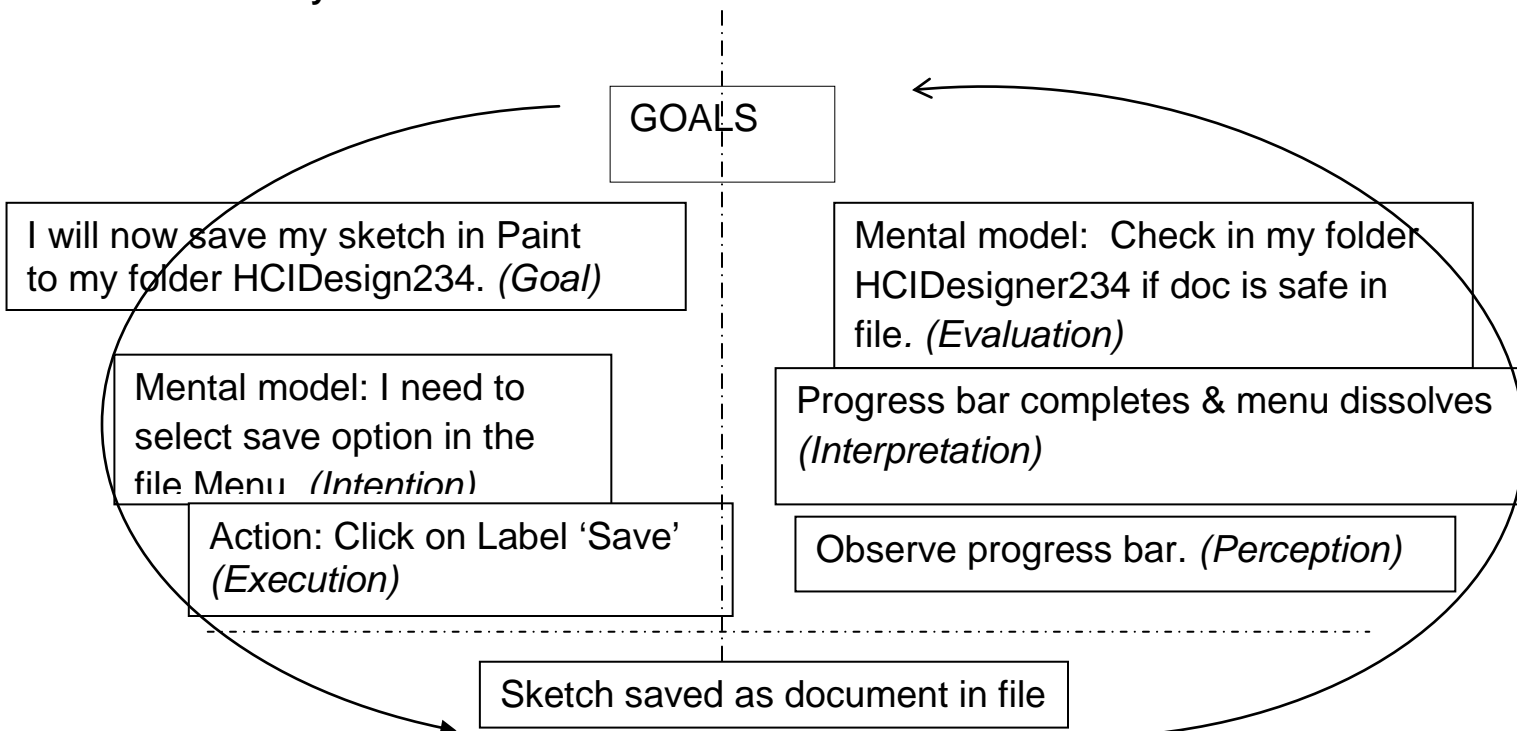 GOALS
I will now save my sketch in Paint
to my folder HCIDesign234. (Goal)
Mental model: I need to
select save option in the
file Menu (Intention)
Action: Click on Label ‘Save’
(Execution)
Mental model:  Check in my folder
HCIDesigner234 if doc is safe in
file. (Evaluation)
Progress bar completes & menu dissolves
(Interpretation)
Observe progress bar. (Perception)
Sketch saved as document in file